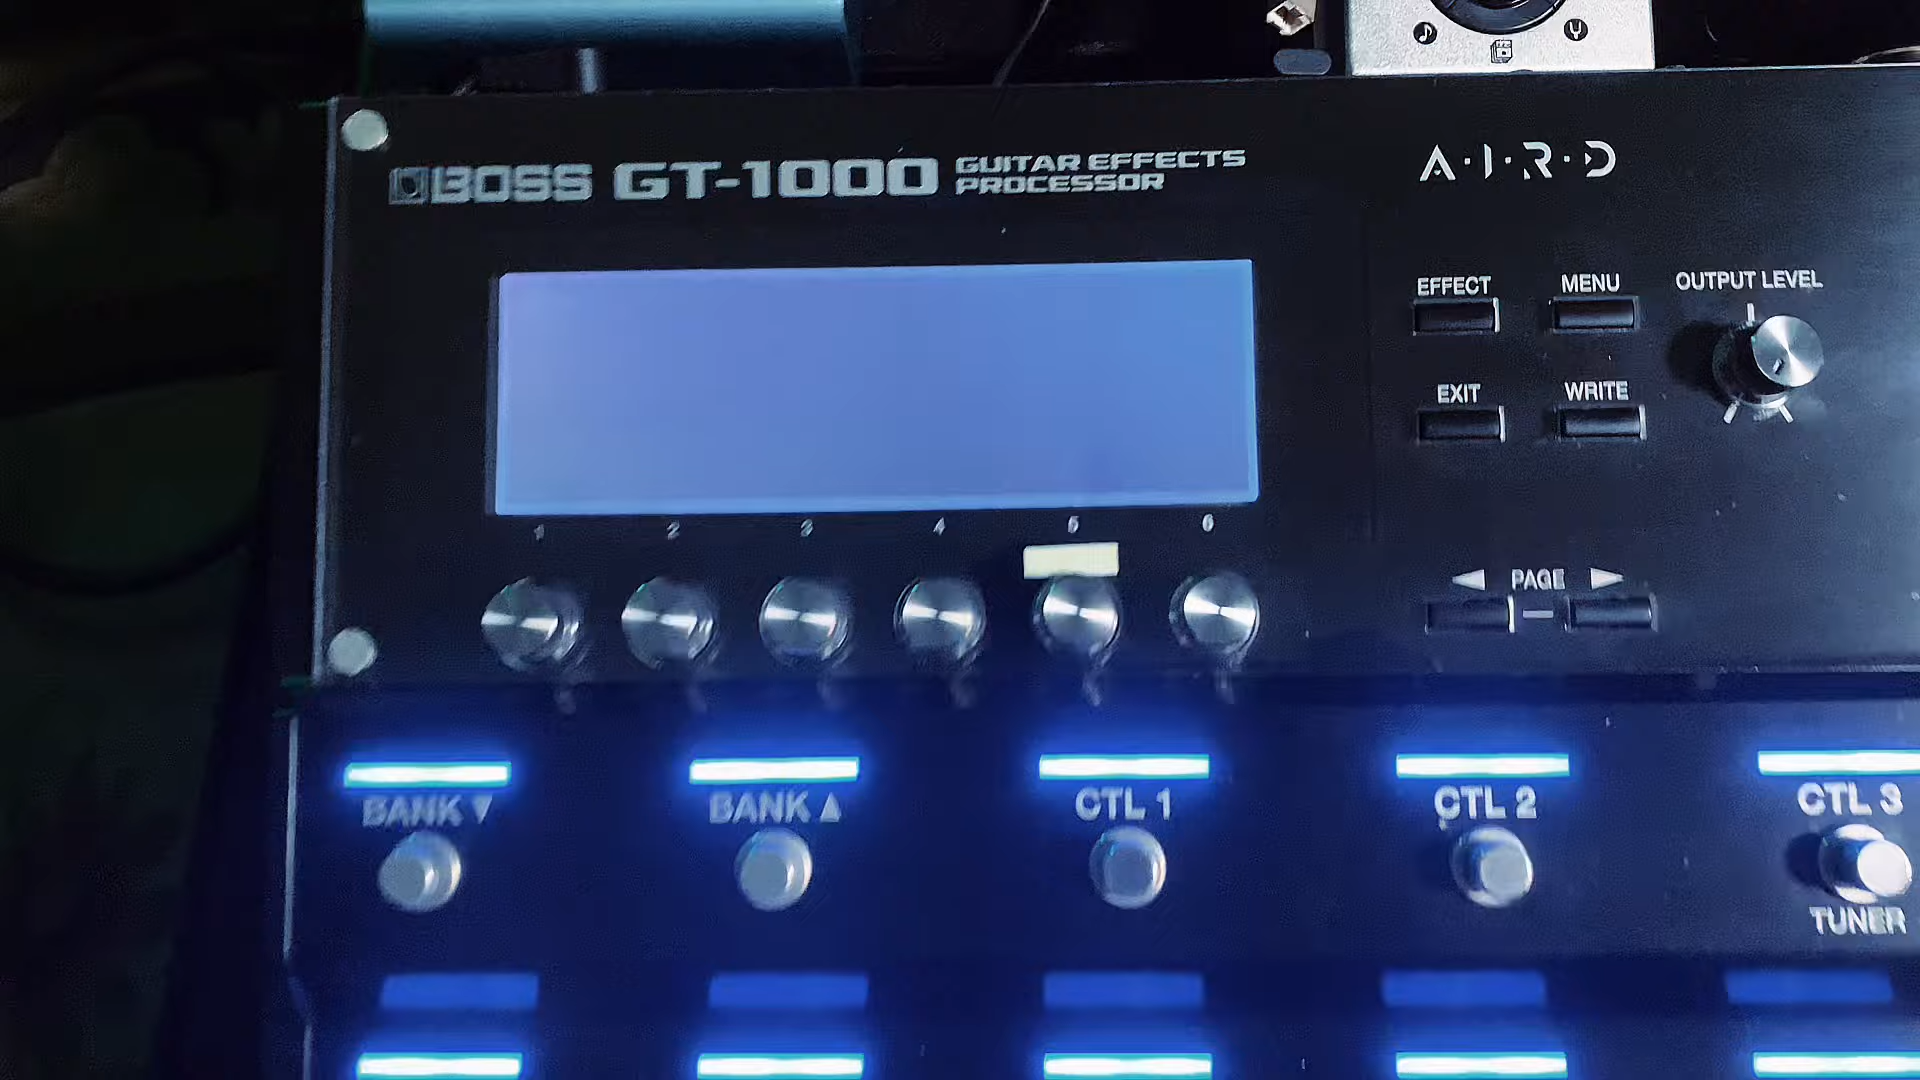 BOSS GT-1000 GUITAR EFFECTS PROCESSOR
A·I·R·D
EFFECT MENU OUTPUT LEVEL
EXIT WRITE
1 2 3 4 5 6
◀ PAGE ▶
BANK ▼ BANK ▲ CTL 1 CTL 2 CTL 3
TUNER